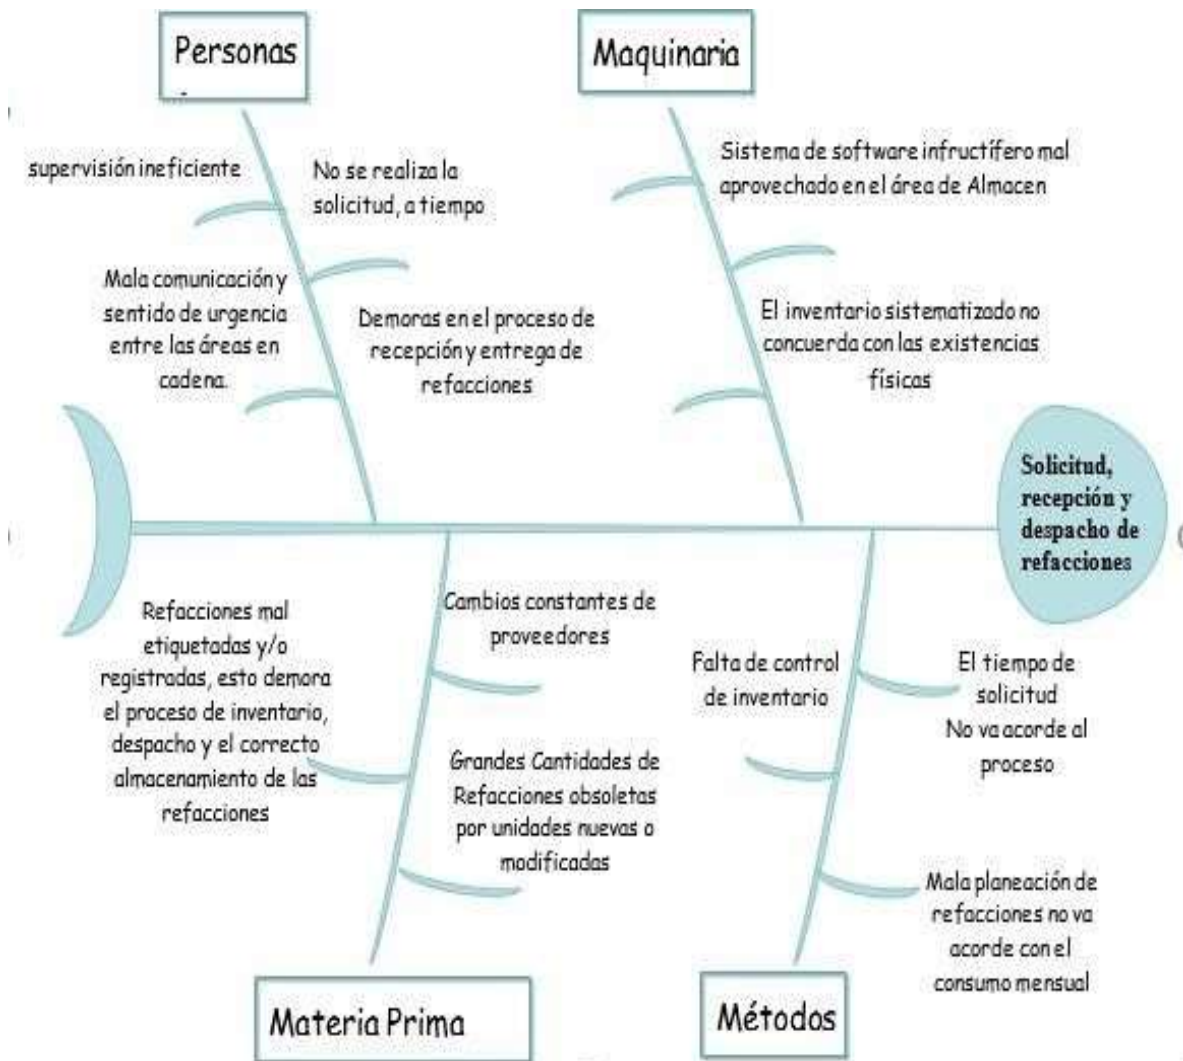 Personas
Maquinaria
supervisión ineficiente
No se realiza la
solicitud, a tiempo
Mala comunicación y
sentido de urgencia
entre las áreas en
cadena.
Demoras en el proceso de
recepción y entrega de
refacciones
Sistema de software infructífero mal
aprovechado en el área de Almacen
El inventario sistematizado no
concuerda con las existencias
físicas
Solicitud,
recepción y
despacho de
refacciones
Refacciones mal
etiquetadas y/o
registradas, esto demora
el proceso de inventario,
despacho y el correcto
almacenamiento de las
refacciones
Cambios constantes de
proveedores
Grandes Cantidades de
Refacciones obsoletas
por unidades nuevas o
modificadas
Falta de control
de inventario
El tiempo de
solicitud
No va acorde al
proceso
Mala planeación de
refacciones no va
acorde con el
consumo mensual
Materia Prima
Métodos